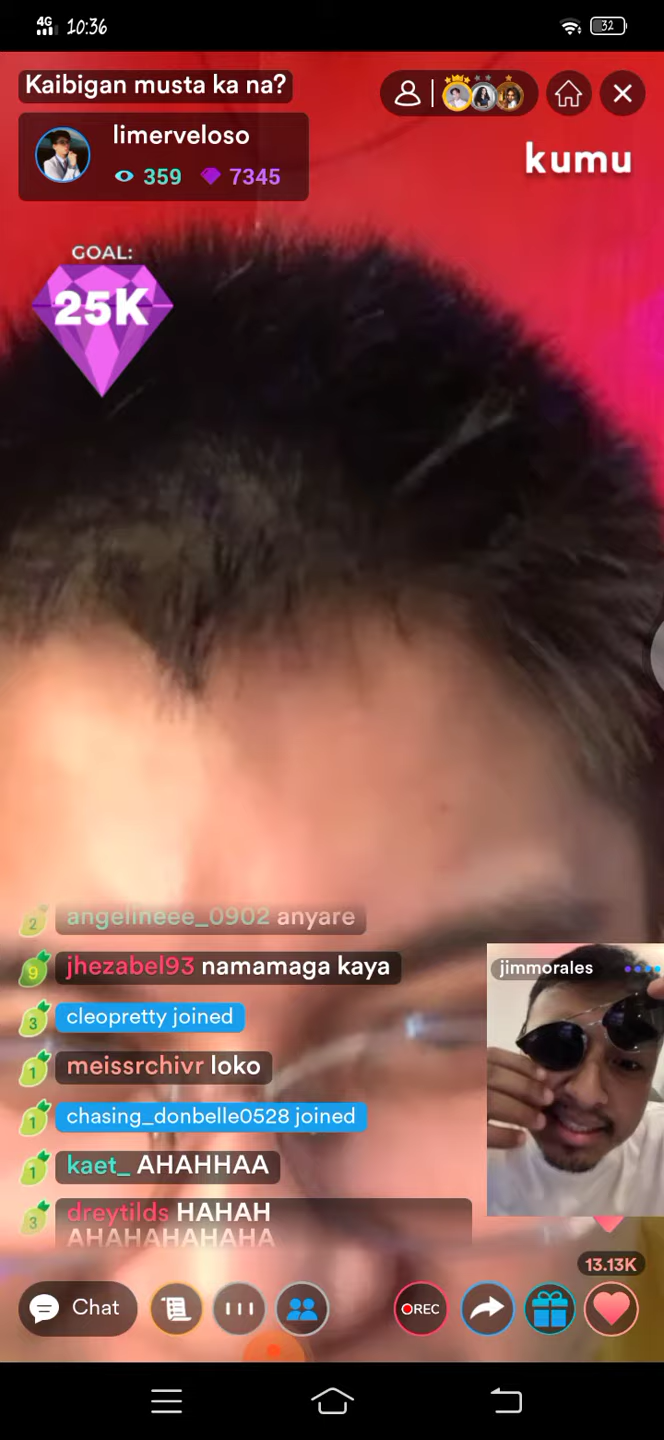 4G 10:36 32
Kaibigan musta ka na?
limerveloso
359 7345
kumu
GOAL:
25K
2 angelineee_0902 anyare
9 jhezabel93 namamaga kaya
3 cleopretty joined
1 meissrchivr loko
1 chasing_donbelle0528 joined
1 kaet_ AHAHHAA
3 dreytilds HAHAH
AHAHAHAHAHA
jimmorales
13.13K
Chat
REC